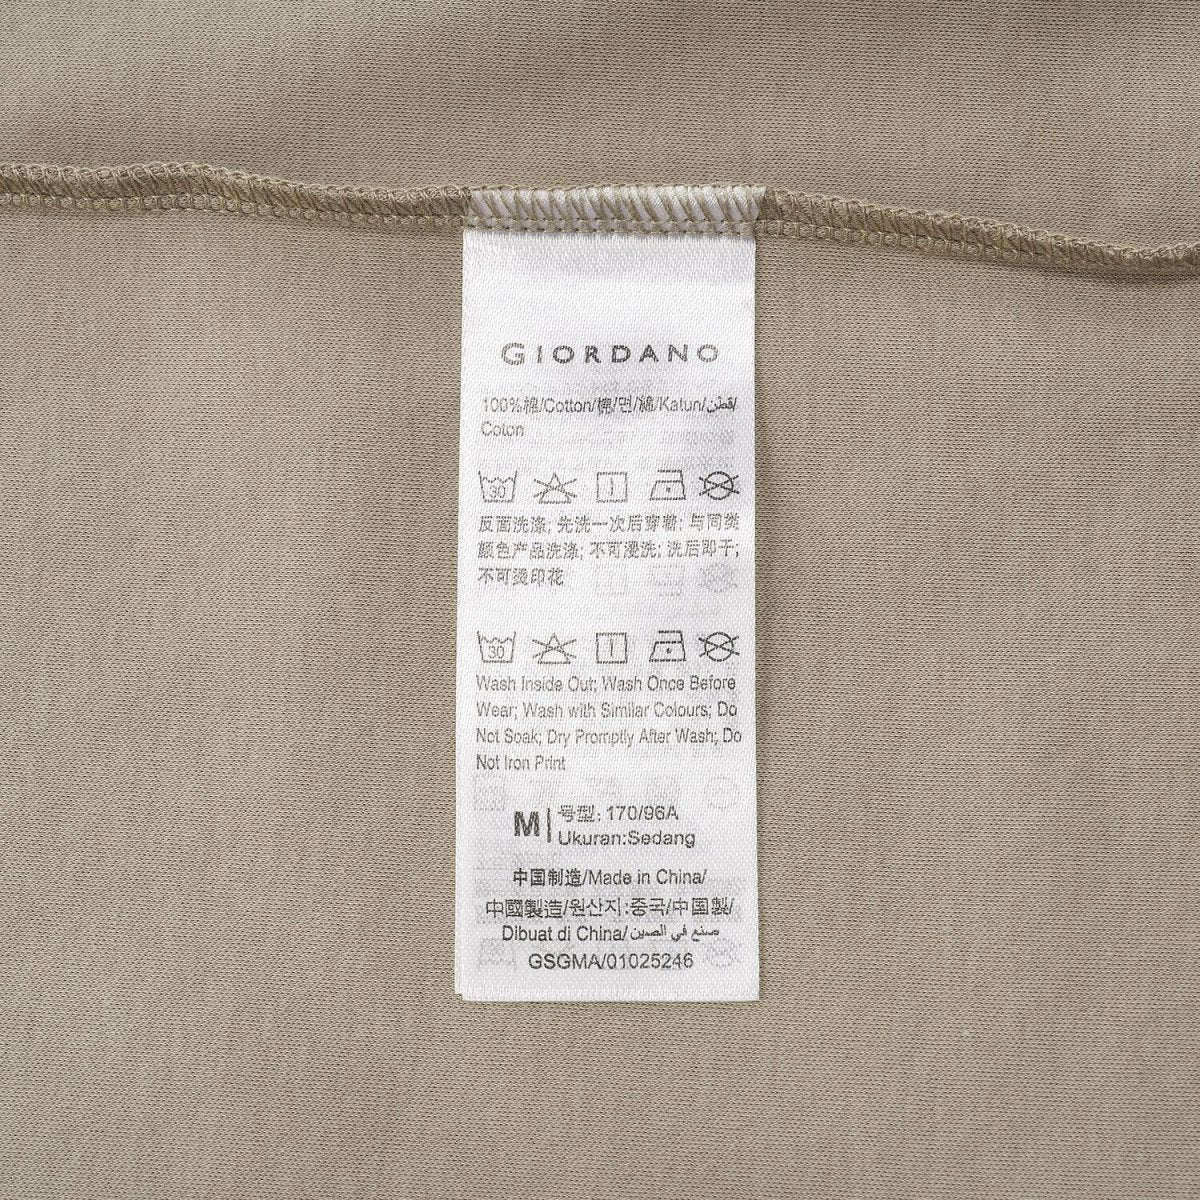 GIORDANO
100%棉/Cotton/棉/면/綿/Katun/قطن/
Coton
30
反面洗涤; 先洗一次后穿着; 与同类
颜色产品洗涤; 不可浸洗; 洗后即干;
不可烫印花
30
Wash Inside Out; Wash Once Before
Wear; Wash with Similar Colours; Do
Not Soak; Dry Promptly After Wash; Do
Not Iron Print
M 号型: 170/96A
Ukuran:Sedang
中国制造/Made in China/
中國製造/원산지:중국/中国製/
Dibuat di China/صنع في الصين
GSGMA/01025246